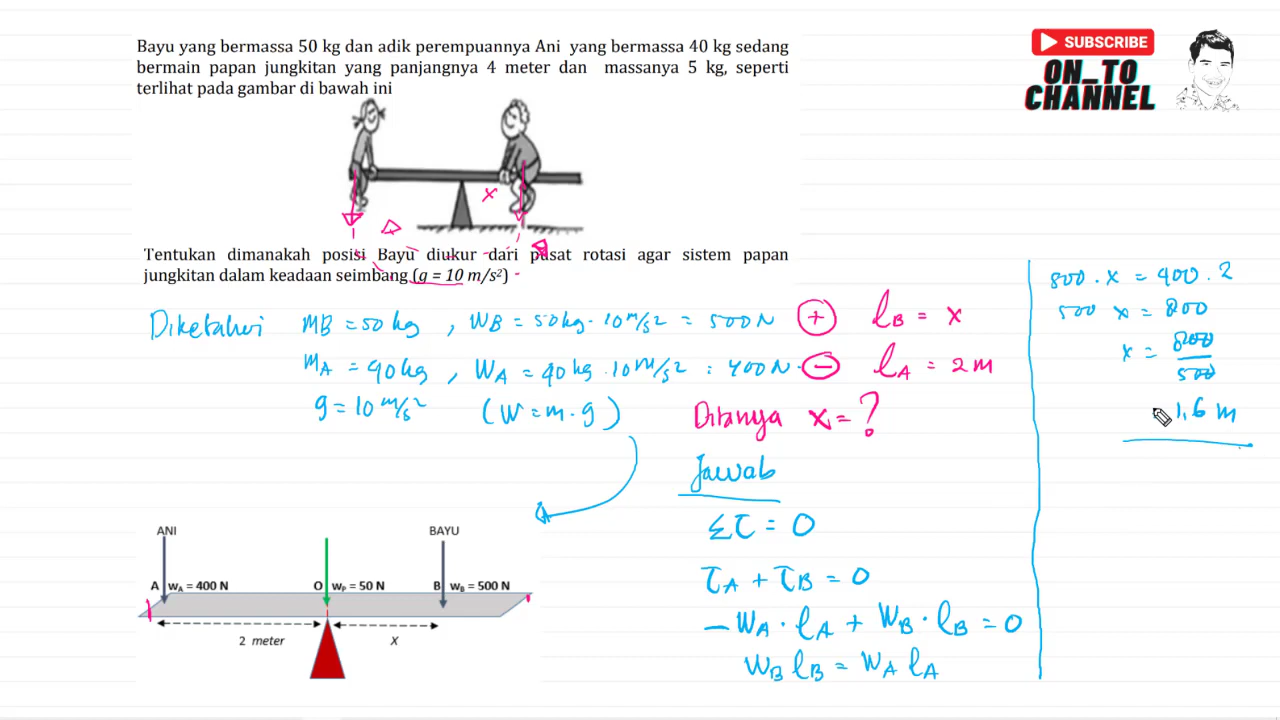 Bayu yang bermassa 50 kg dan adik perempuannya Ani yang bermassa 40 kg sedang
bermain papan jungkitan yang panjangnya 4 meter dan massanya 5 kg, seperti
terlihat pada gambar di bawah ini
SUBSCRIBE
ON_TO
CHANNEL
x
Tentukan dimanakah posisi Bayu diukur dari pusat rotasi agar sistem papan
jungkitan dalam keadaan seimbang (g = 10 m/s²)
Diketahui MB = 50 kg , WB = 50 kg · 10 m/s² = 500 N + lB = x
MA = 40 kg , WA = 40 kg · 10 m/s² = 400 N - lA = 2 m
g = 10 m/s² (W = m · g)
Ditanya x = ?
Jawab
Στ = 0
τA + τB = 0
– WA · lA + WB · lB = 0
WB lB = WA lA
500 · x = 400 · 2
500 x = 800
x = 800
500
1,6 m
ANI
BAYU
A wA = 400 N
O wP = 50 N
B wB = 500 N
2 meter
X